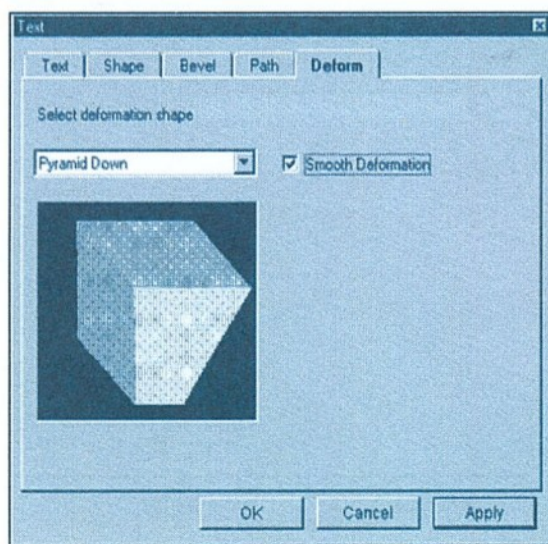 Text
Text Shape Bevel Path Deform
Select deformation shape
Pyramid Down Smooth Deformation
OK Cancel Apply